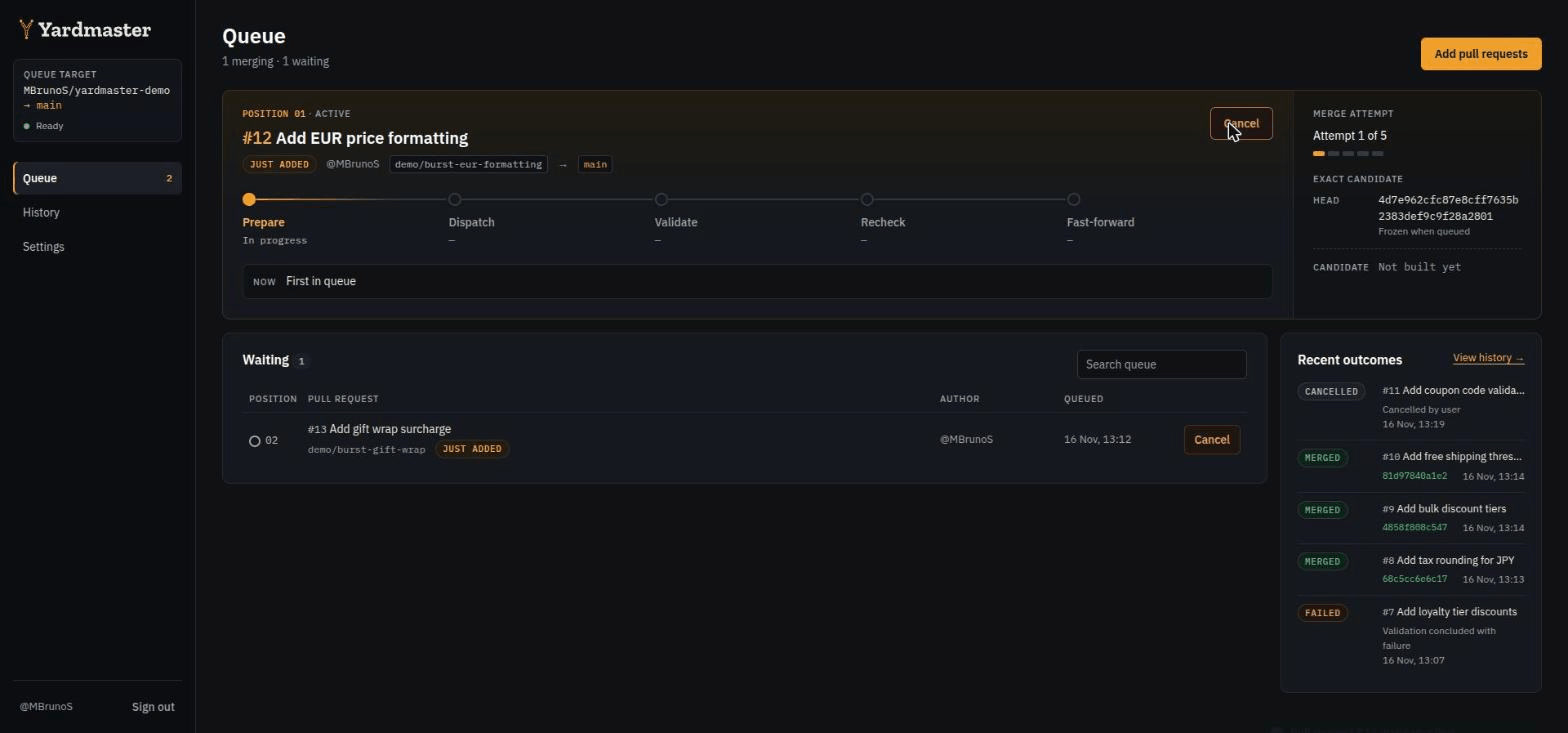 Yardmaster
QUEUE TARGET
MBrunoS/yardmaster-demo
→ main
Ready
Queue 2
History
Settings
@MBrunoS Sign out
Queue
1 merging · 1 waiting
Add pull requests
POSITION 01 · ACTIVE
#12 Add EUR price formatting
JUST ADDED @MBrunoS demo/burst-eur-formatting → main
Cancel
Prepare
In progress
Dispatch
—
Validate
—
Recheck
—
Fast-forward
—
NOW First in queue
MERGE ATTEMPT
Attempt 1 of 5
EXACT CANDIDATE
HEAD 4d7e962cfc87e8cff7635b
2383def9c9f28a2801
Frozen when queued
CANDIDATE Not built yet
Waiting 1
Search queue
POSITION PULL REQUEST AUTHOR QUEUED
02 #13 Add gift wrap surcharge
demo/burst-gift-wrap JUST ADDED
@MBrunoS 16 Nov, 13:12 Cancel
Recent outcomes View history →
CANCELLED #11 Add coupon code valida...
Cancelled by user
16 Nov, 13:19
MERGED #10 Add free shipping thres...
81d97840a1e2 16 Nov, 13:14
MERGED #9 Add bulk discount tiers
4858f808c547 16 Nov, 13:14
MERGED #8 Add tax rounding for JPY
68c5cc6e6c17 16 Nov, 13:13
FAILED #7 Add loyalty tier discounts
Validation concluded with
failure
16 Nov, 13:07